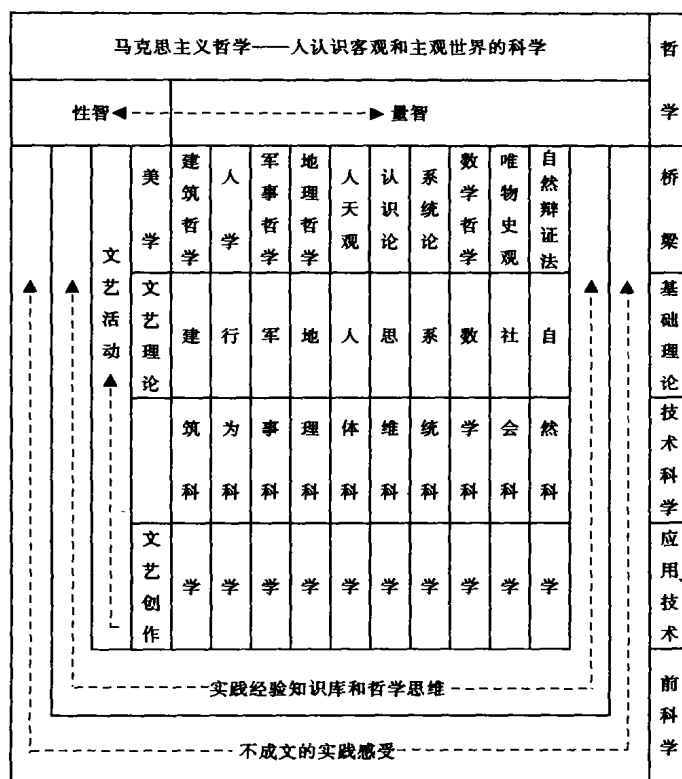 马克思主义哲学——人认识客观和主观世界的科学
哲学
性智
量智
桥梁
美学
建筑哲学
人学
军事哲学
地理哲学
人天观
认识论
系统论
数学哲学
唯物史观
自然辩证法
文艺活动
文艺理论
文艺创作
建筑科学
行为科学
军事科学
地理科学
人体科学
思维科学
系统科学
数学科学
社会科学
自然科学
基础理论
技术科学
应用技术
实践经验知识库和哲学思维
不成文的实践感受
前科学